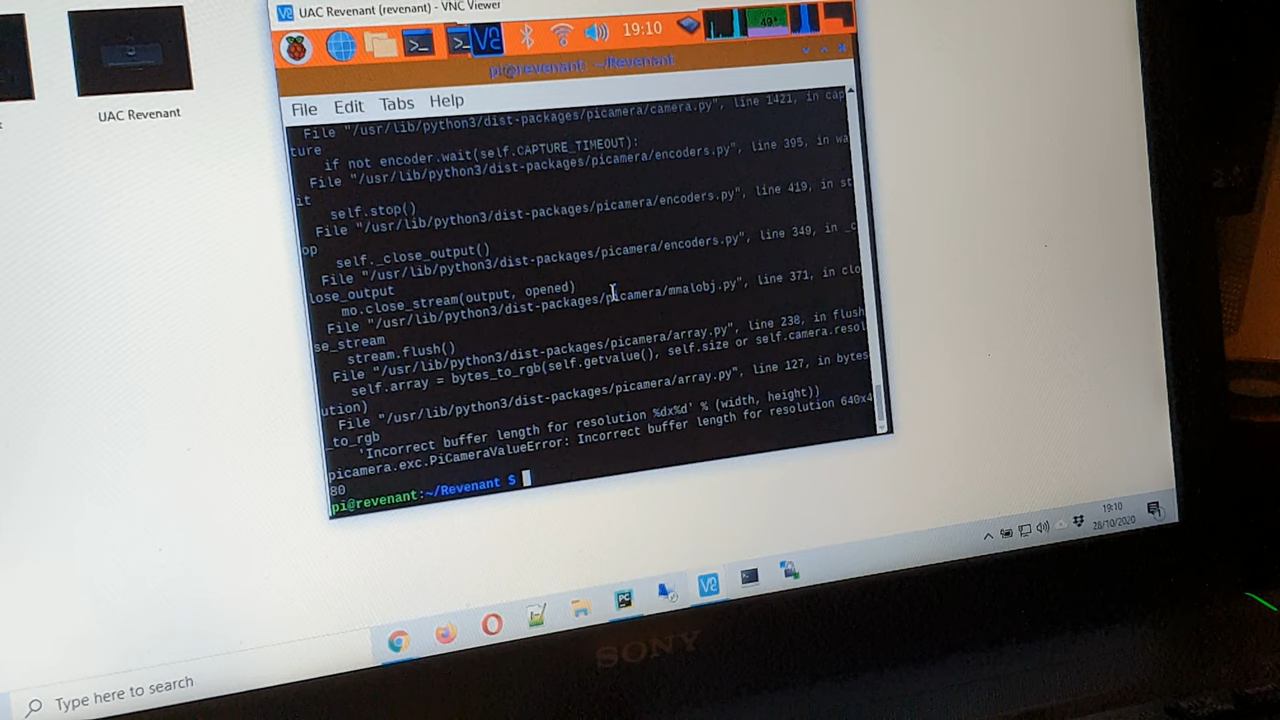 UAC Revenant (revenant) - VNC Viewer
19:10
49°
pi@revenant: ~/Revenant
UAC Revenant
File Edit Tabs Help
File "/usr/lib/python3/dist-packages/picamera/camera.py", line 1421, in cap
ture
if not encoder.wait(self.CAPTURE_TIMEOUT):
File "/usr/lib/python3/dist-packages/picamera/encoders.py", line 395, in wa
it
self.stop()
File "/usr/lib/python3/dist-packages/picamera/encoders.py", line 419, in st
op
self._close_output()
File "/usr/lib/python3/dist-packages/picamera/encoders.py", line 349, in _c
lose_output
mo.close_stream(output, opened)
File "/usr/lib/python3/dist-packages/picamera/mmalobj.py", line 371, in clo
se_stream
stream.flush()
File "/usr/lib/python3/dist-packages/picamera/array.py", line 238, in flush
self.array = bytes_to_rgb(self.getvalue(), self.size or self.camera.resol
ution)
File "/usr/lib/python3/dist-packages/picamera/array.py", line 127, in bytes
_to_rgb
'Incorrect buffer length for resolution %dx%d' % (width, height))
picamera.exc.PiCameraValueError: Incorrect buffer length for resolution 640x4
80
pi@revenant:~/Revenant $
19:10
28/10/2020
SONY
Type here to search